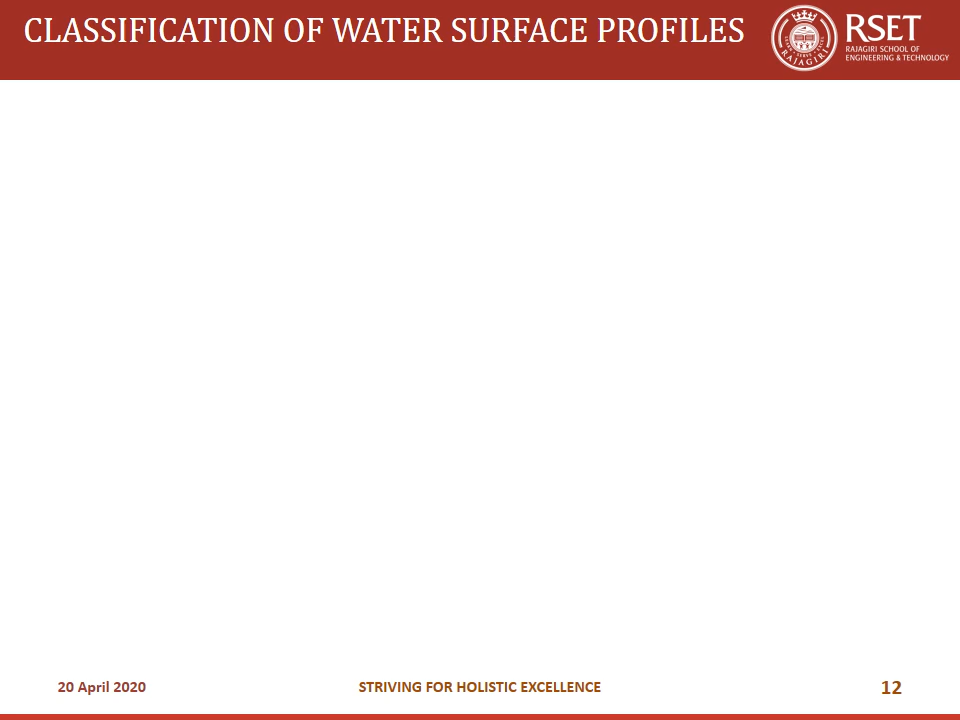 CLASSIFICATION OF WATER SURFACE PROFILES
RSET
RAJAGIRI SCHOOL OF
ENGINEERING & TECHNOLOGY
RAJAGIRI
20 April 2020
STRIVING FOR HOLISTIC EXCELLENCE
12